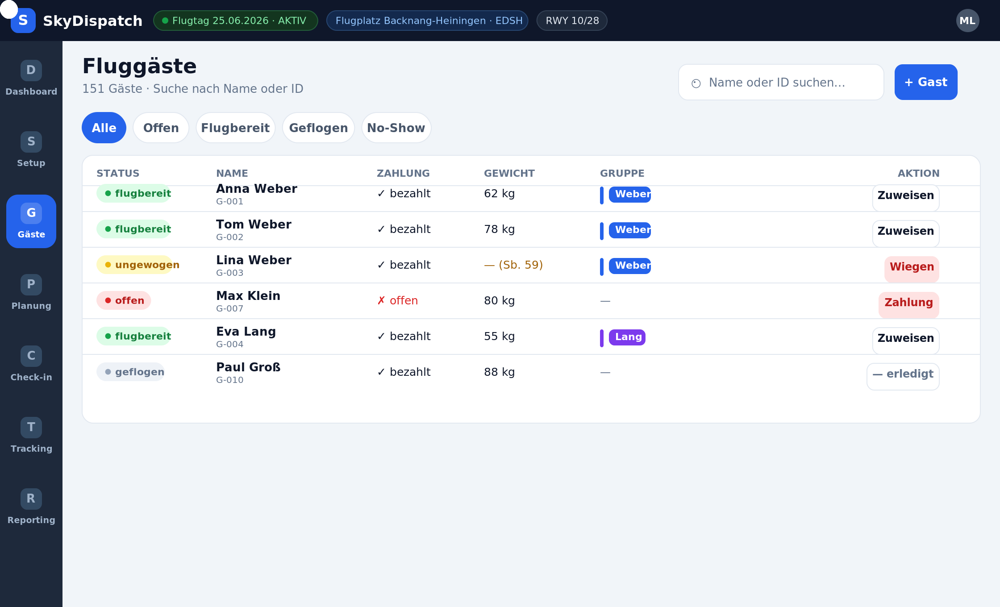 S SkyDispatch Flugtag 25.06.2026 · AKTIV Flugplatz Backnang-Heiningen · EDSH RWY 10/28 ML
D
Dashboard
S
Setup
G
Gäste
P
Planung
C
Check-in
T
Tracking
R
Reporting
Fluggäste
151 Gäste · Suche nach Name oder ID
Name oder ID suchen...
+ Gast
Alle Offen Flugbereit Geflogen No-Show
STATUS NAME ZAHLUNG GEWICHT GRUPPE AKTION
flugbereit Anna Weber ✓ bezahlt 62 kg Weber Zuweisen
G-001
flugbereit Tom Weber ✓ bezahlt 78 kg Weber Zuweisen
G-002
ungewogen Lina Weber ✓ bezahlt — (Sb. 59) Weber Wiegen
G-003
offen Max Klein ✗ offen 80 kg — Zahlung
G-007
flugbereit Eva Lang ✓ bezahlt 55 kg Lang Zuweisen
G-004
geflogen Paul Groß ✓ bezahlt 88 kg — — erledigt
G-010